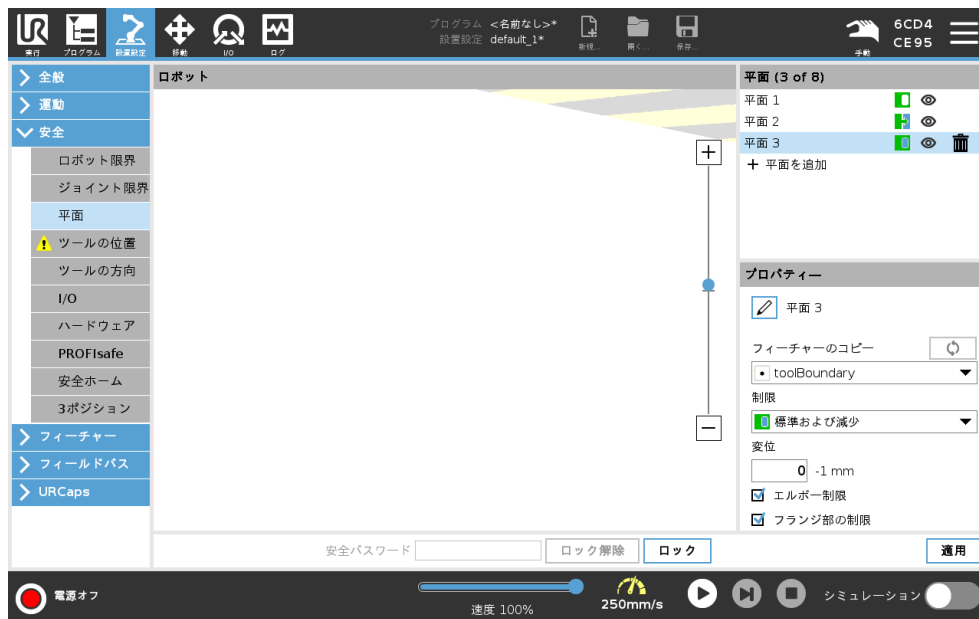 UR
実行
プログラム
設置設定
移動
I/O
ログ
プログラム <名前なし>*
設置設定 default_1*
新規...
開く...
保存...
手動
6CD4
CE95
全般
運動
安全
ロボット限界
ジョイント限界
平面
ツールの位置
ツールの方向
I/O
ハードウェア
PROFIsafe
安全ホーム
3ポジション
フィーチャー
フィールドバス
URCaps
ロボット
平面 (3 of 8)
平面 1
平面 2
平面 3
平面を追加
プロパティー
平面 3
フィーチャーのコピー
toolBoundary
制限
標準および減少
変位
0 -1 mm
エルボー制限
フランジ部の制限
安全パスワード
ロック解除
ロック
適用
電源オフ
速度 100%
250mm/s
シミュレーション